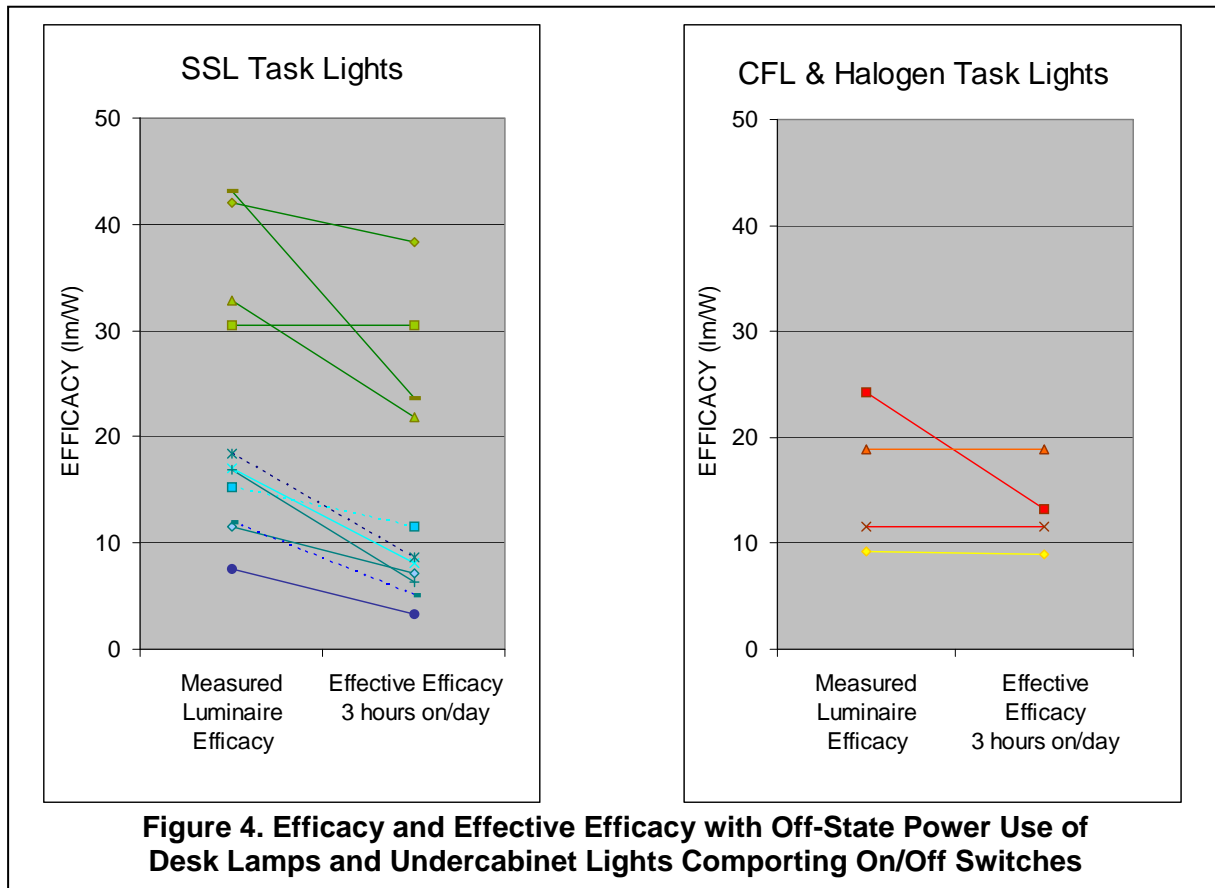 SSL Task Lights
50
40
30
20
10
0
EFFICACY (lm/W)
Measured
Luminaire
Efficacy
Effective Efficacy
3 hours on/day
CFL & Halogen Task Lights
50
40
30
20
10
0
EFFICACY (lm/W)
Measured
Luminaire
Efficacy
Effective
Efficacy
3 hours on/day
Figure 4. Efficacy and Effective Efficacy with Off-State Power Use of
Desk Lamps and Undercabinet Lights Comporting On/Off Switches